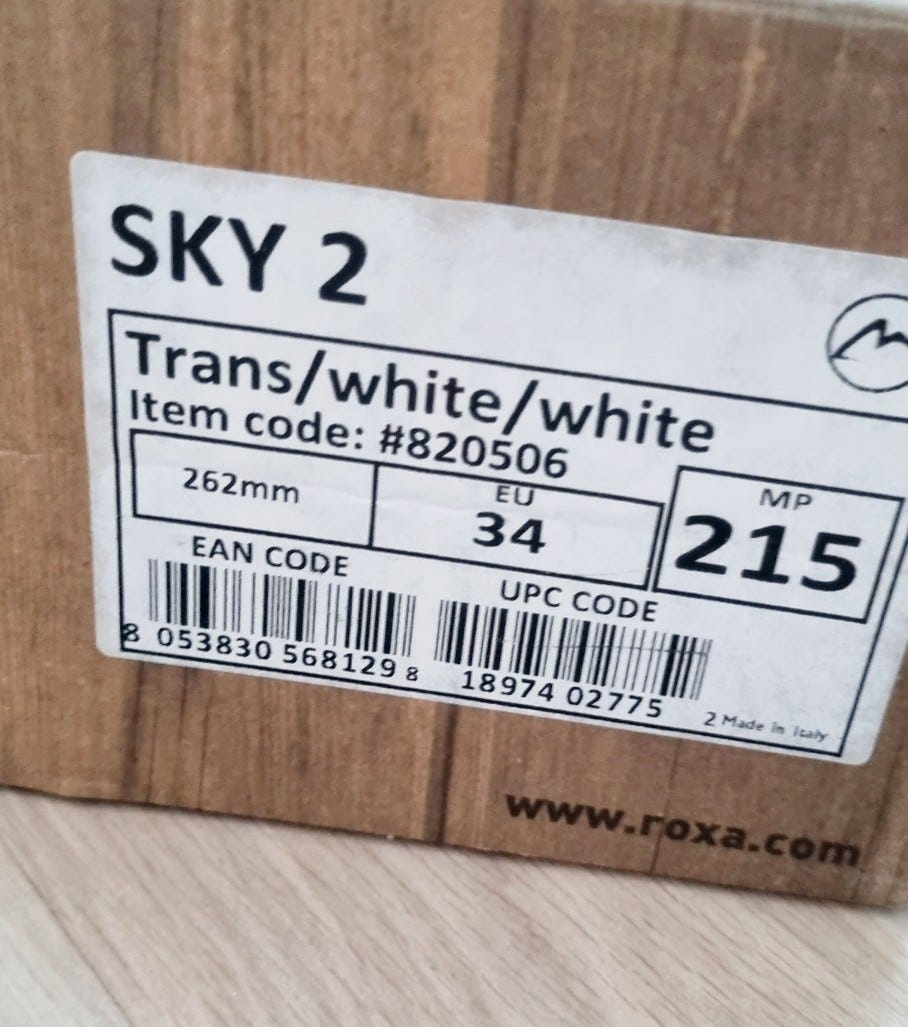 SKY 2
Trans/white/white
Item code: #820506
262mm
EU
34
MP
215
EAN CODE
8 053830 568129
UPC CODE
8 18974 02775 2
Made in Italy
www.roxa.com